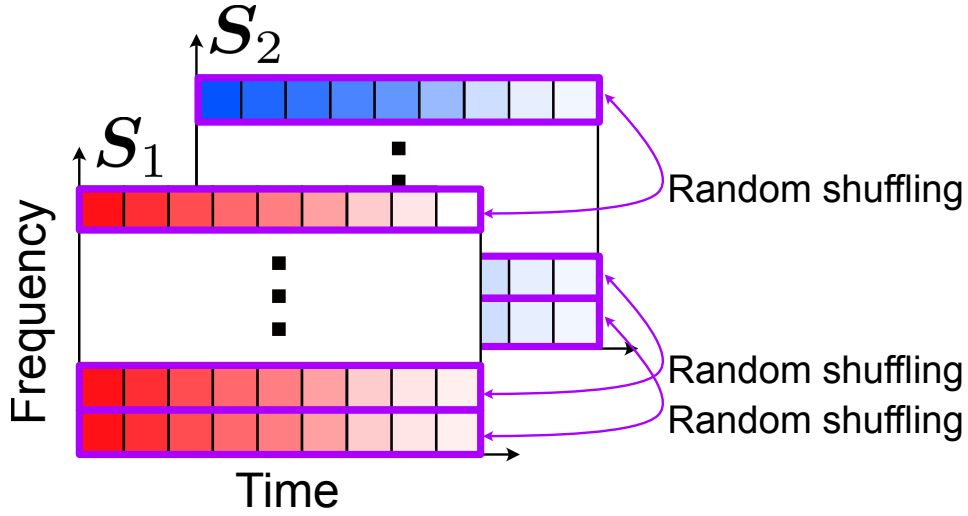 S₂
S₁
Random shuffling
Frequency
Random shuffling
Random shuffling
Time